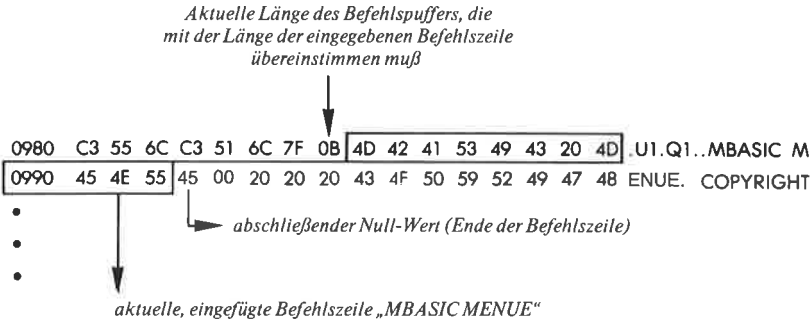 Aktuelle Länge des Befehlspuffers, die
mit der Länge der eingegebenen Befehlszeile
übereinstimmen muß
0980 C3 55 6C C3 51 6C 7F 0B 4D 42 41 53 49 43 20 4D .U1.Q1..MBASIC M
0990 45 4E 55 45 00 20 20 20 43 4F 50 59 52 49 47 48 ENUE. COPYRIGHT
abschließender Null-Wert (Ende der Befehlszeile)
aktuelle, eingefügte Befehlszeile „MBASIC MENUE“